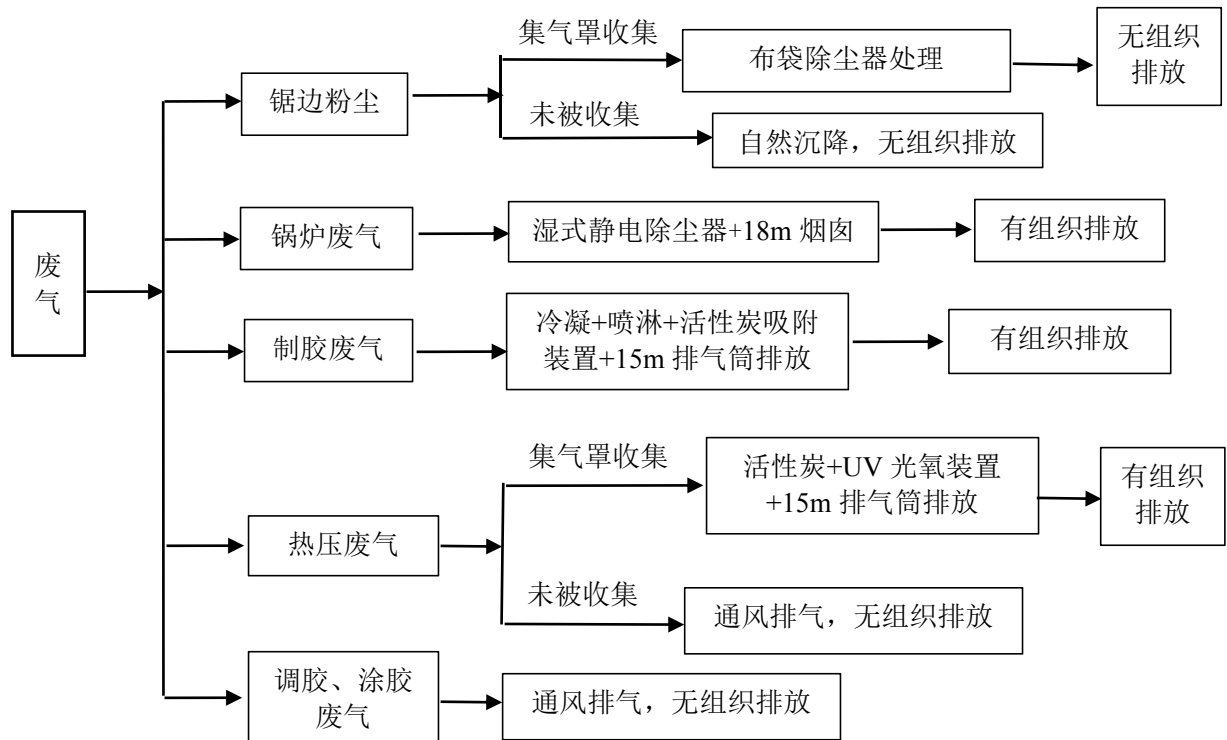 废
气
锯边粉尘
集气罩收集
布袋除尘器处理
无组织
排放
未被收集
自然沉降，无组织排放
锅炉废气
湿式静电除尘器+18m 烟囱
有组织排放
制胶废气
冷凝+喷淋+活性炭吸附
装置+15m 排气筒排放
有组织排放
热压废气
集气罩收集
活性炭+UV 光氧装置
+15m 排气筒排放
有组织
排放
未被收集
通风排气，无组织排放
调胶、涂胶
废气
通风排气，无组织排放